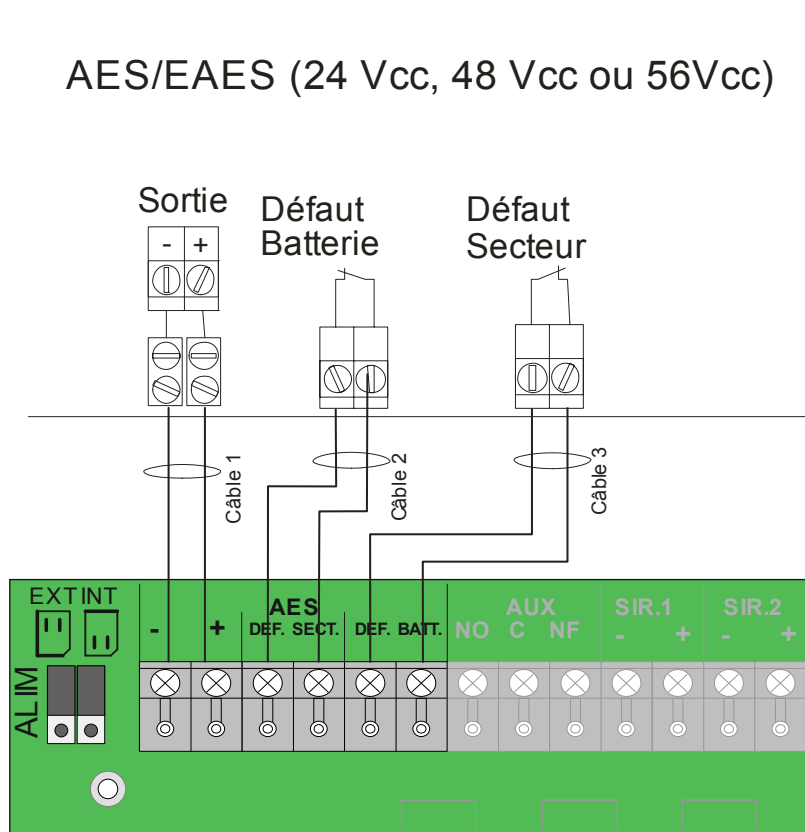 AES/EAES (24 Vcc, 48 Vcc ou 56Vcc)
Sortie
- +
Défaut
Batterie
Défaut
Secteur
Câble 1
Câble 2
Câble 3
EXT INT
ALIM
- +
AES
DEF. SECT. DEF. BATT.
AUX
NO C NF
SIR.1
- +
SIR.2
- +